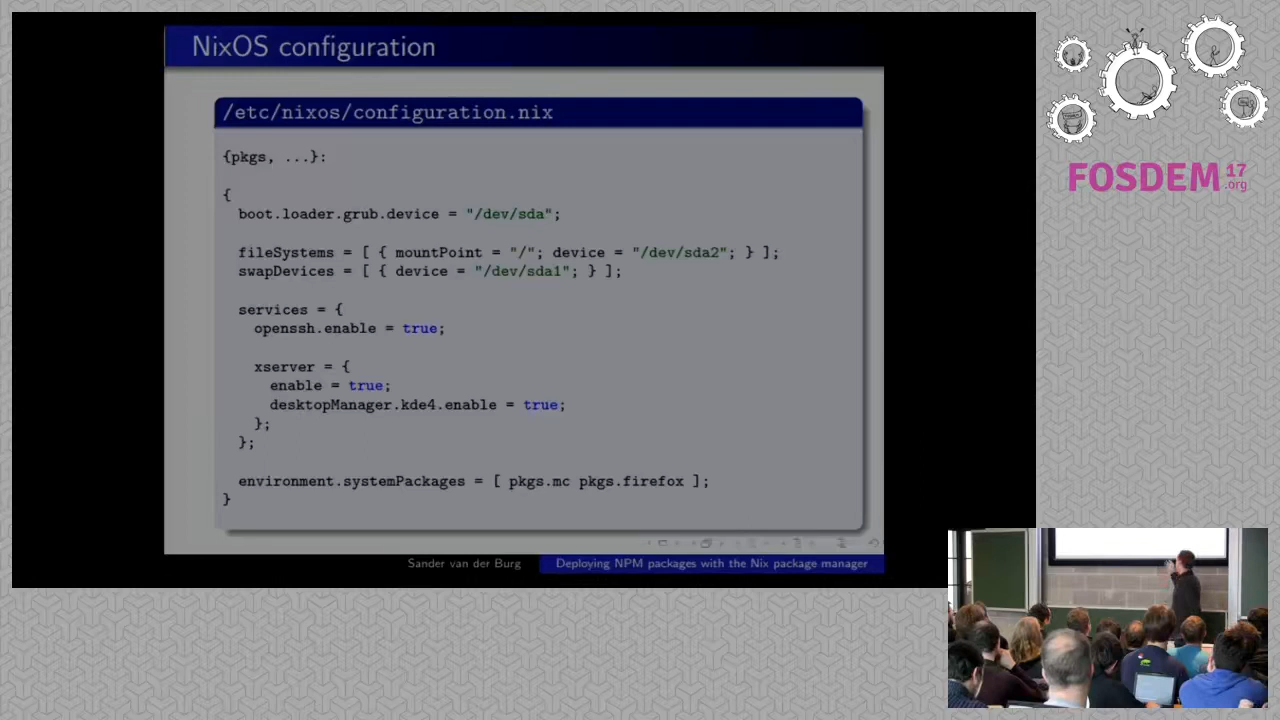 NixOS configuration
/etc/nixos/configuration.nix
{pkgs, ...}:
{
boot.loader.grub.device = "/dev/sda";
fileSystems = [ { mountPoint = "/"; device = "/dev/sda2"; } ];
swapDevices = [ { device = "/dev/sda1"; } ];
services = {
openssh.enable = true;
xserver = {
enable = true;
desktopManager.kde4.enable = true;
};
};
environment.systemPackages = [ pkgs.mc pkgs.firefox ];
}
Sander van der Burg
Deploying NPM packages with the Nix package manager
FOSDEM 17
.org